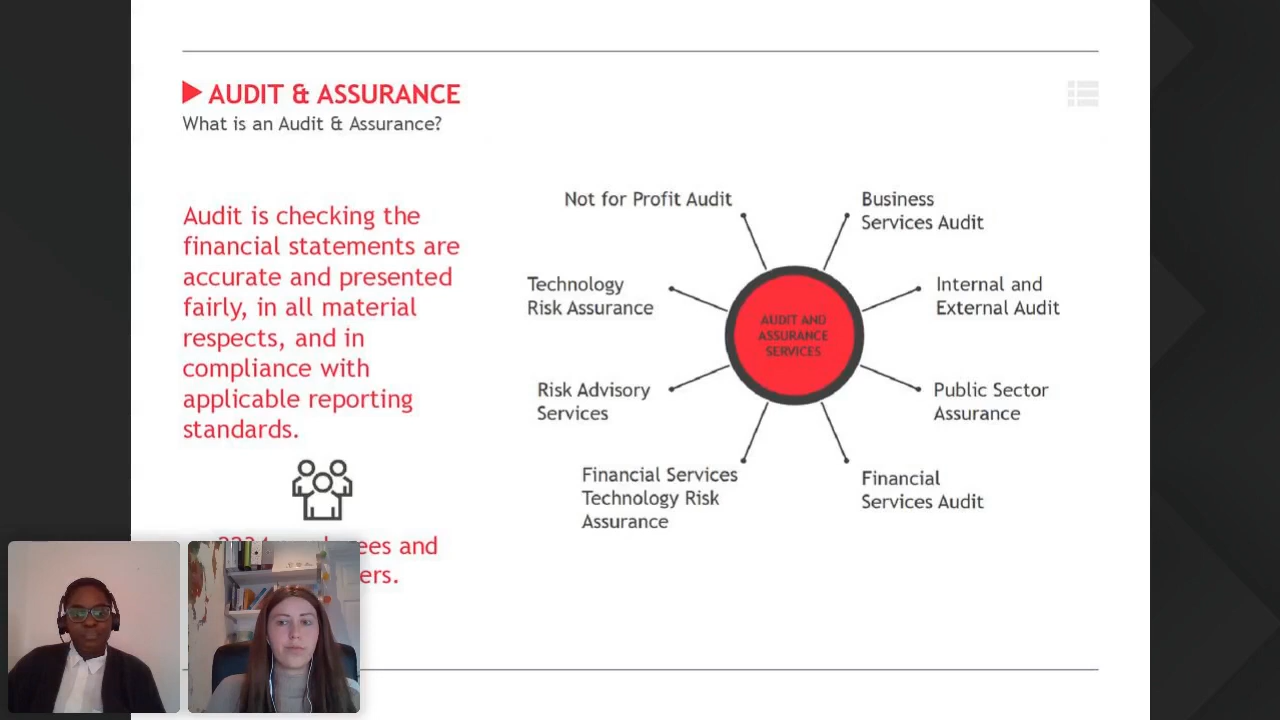 AUDIT & ASSURANCE
What is an Audit & Assurance?
Audit is checking the
financial statements are
accurate and presented
fairly, in all material
respects, and in
compliance with
applicable reporting
standards.
and
Not for Profit Audit
Business
Services Audit
Technology
Risk Assurance
Internal and
External Audit
AUDIT AND
ASSURANCE
SERVICES
Risk Advisory
Services
Public Sector
Assurance
Financial Services
Technology Risk
Assurance
Financial
Services Audit